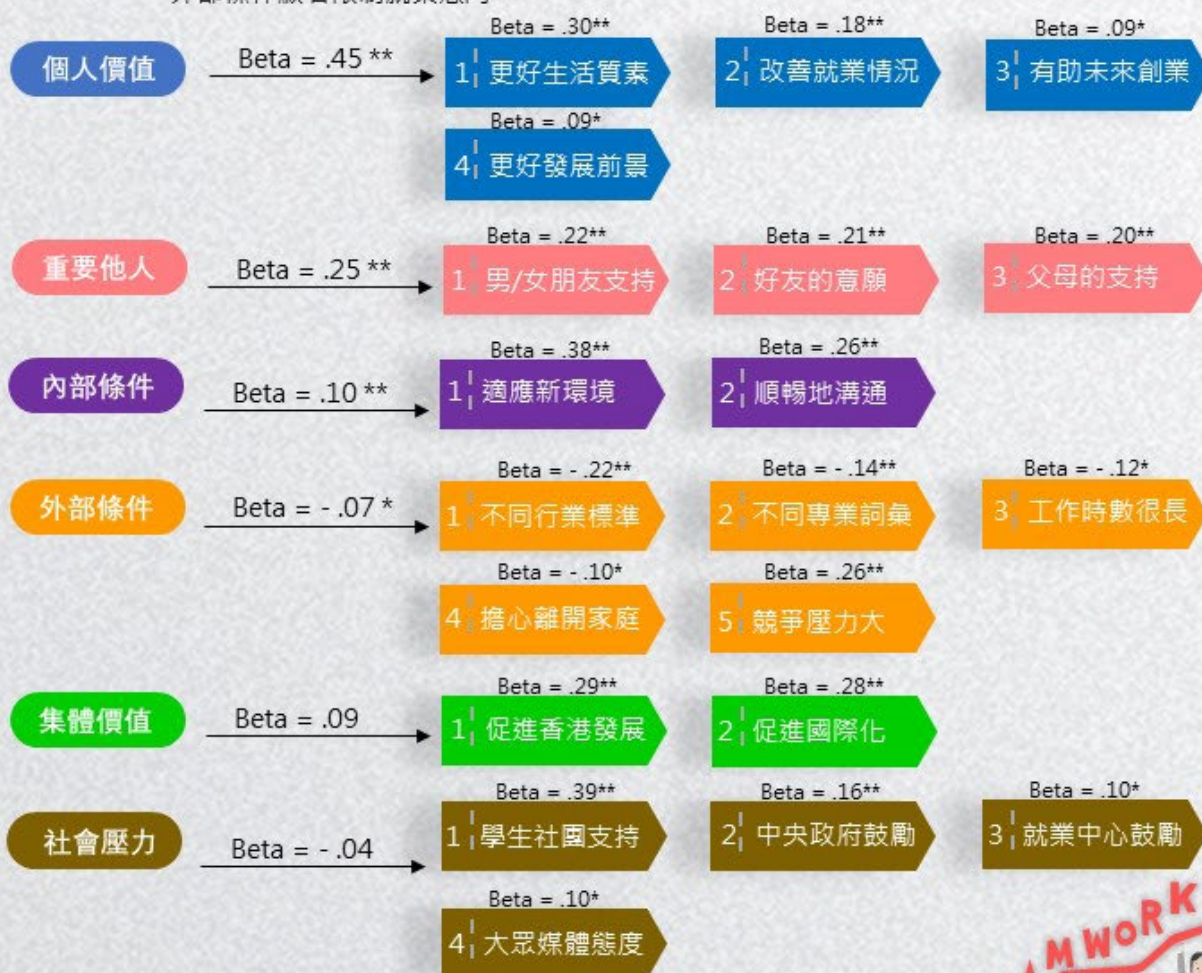 Beta = .30** Beta = .18** Beta = .09*
個人價值 Beta = .45 ** 1 更好生活質素 2 改善就業情況 3 有助未來創業
Beta = .09*
4 更好發展前景
Beta = .22** Beta = .21** Beta = .20**
重要他人 Beta = .25 ** 1 男/女朋友支持 2 好友的意願 3 父母的支持
Beta = .38** Beta = .26**
內部條件 Beta = .10 ** 1 適應新環境 2 順暢地溝通
Beta = - .22** Beta = - .14** Beta = - .12*
外部條件 Beta = - .07 * 1 不同行業標準 2 不同專業詞彙 3 工作時數很長
Beta = - .10* Beta = .26**
4 擔心離開家庭 5 競爭壓力大
Beta = .29** Beta = .28**
集體價值 Beta = .09 1 促進香港發展 2 促進國際化
Beta = .39** Beta = .16** Beta = .10*
社會壓力 Beta = - .04 1 學生社團支持 2 中央政府鼓勵 3 就業中心鼓勵
Beta = .10*
4 大眾媒體態度
M WORK